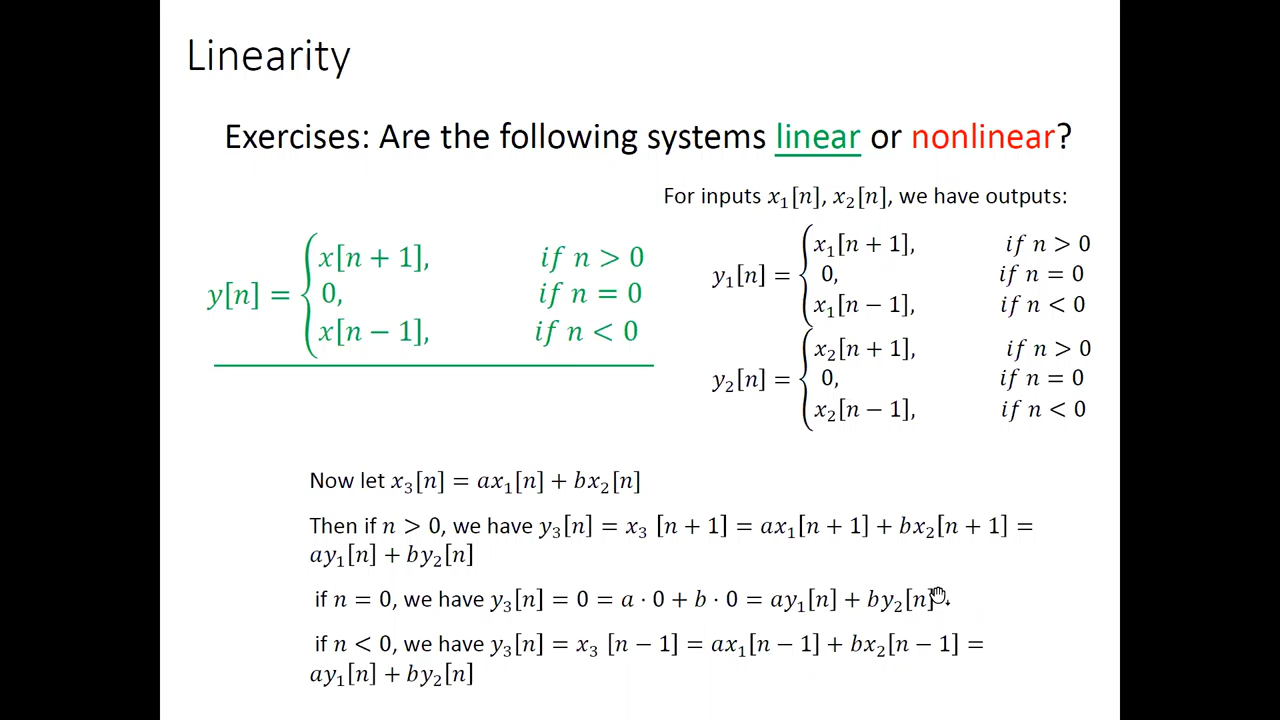 Linearity
Exercises: Are the following systems linear or nonlinear?
For inputs x₁[n], x₂[n], we have outputs:
y[n] = { x[n + 1], if n > 0
0, if n = 0
x[n − 1], if n < 0
y₁[n] = { x₁[n + 1], if n > 0
0, if n = 0
x₁[n − 1], if n < 0
y₂[n] = { x₂[n + 1], if n > 0
0, if n = 0
x₂[n − 1], if n < 0
Now let x₃[n] = ax₁[n] + bx₂[n]
Then if n > 0, we have y₃[n] = x₃ [n + 1] = ax₁[n + 1] + bx₂[n + 1] =
ay₁[n] + by₂[n]
if n = 0, we have y₃[n] = 0 = a · 0 + b · 0 = ay₁[n] + by₂[n]
if n < 0, we have y₃[n] = x₃ [n − 1] = ax₁[n − 1] + bx₂[n − 1] =
ay₁[n] + by₂[n]